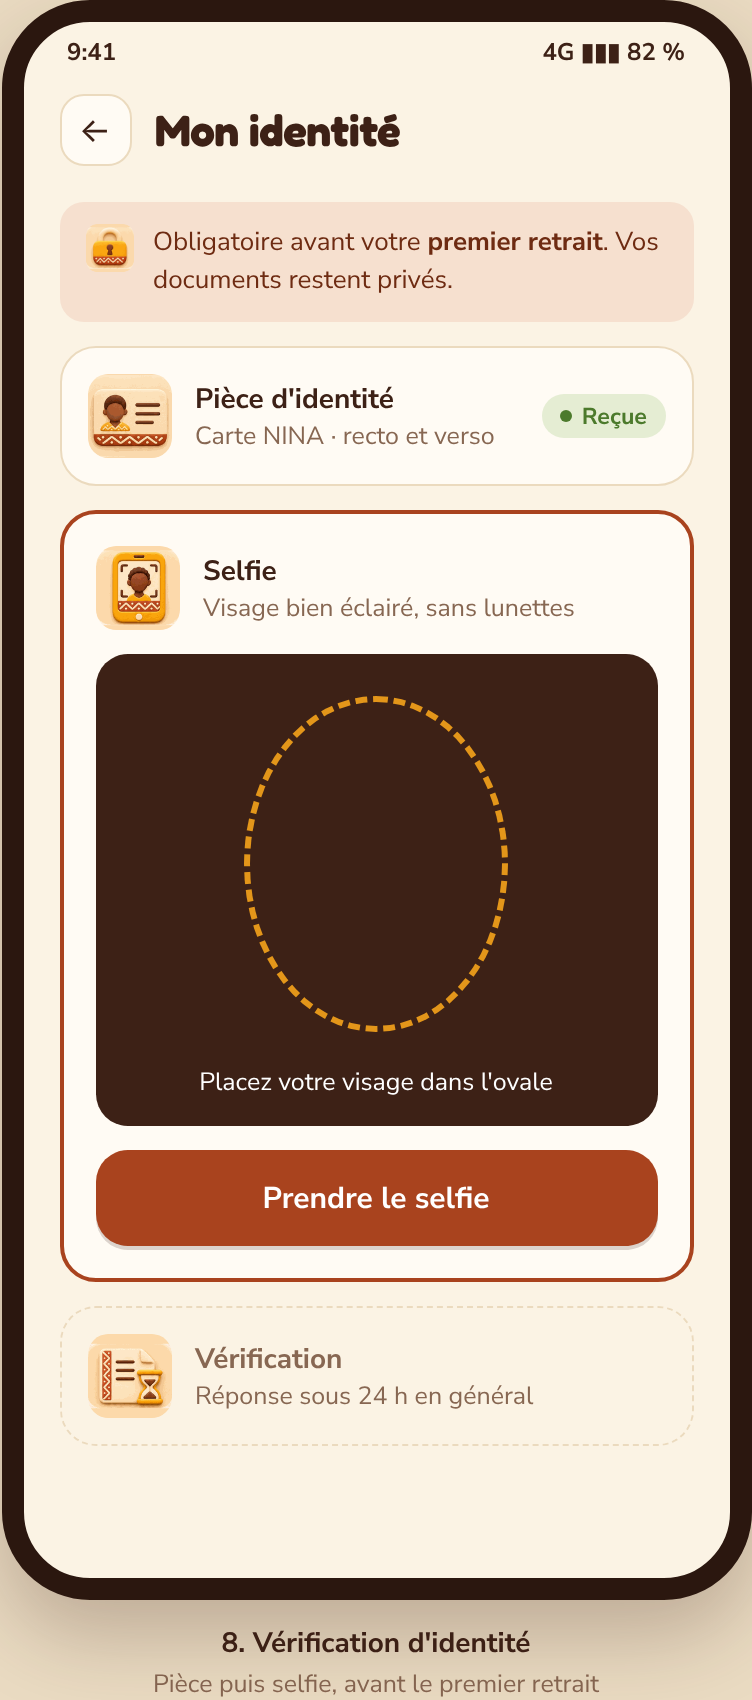 9:41
4G ▮▮▮ 82 %
Mon identité
Obligatoire avant votre premier retrait. Vos
documents restent privés.
Pièce d'identité
Carte NINA · recto et verso
Reçue
Selfie
Visage bien éclairé, sans lunettes
Placez votre visage dans l'ovale
Prendre le selfie
Vérification
Réponse sous 24 h en général
8. Vérification d'identité
Pièce puis selfie, avant le premier retrait